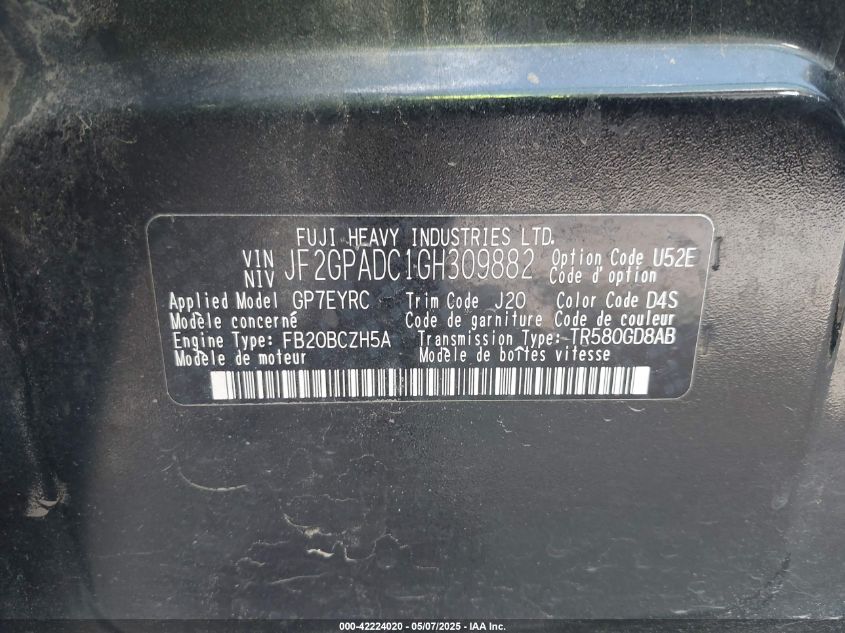 FUJI HEAVY INDUSTRIES LTD.
VIN NIV JF2GPADC1GH309882 Option Code U52E
Code d'option
Applied Model GP7EYRC Trim Code J20 Color Code D4S
Modèle concerné Code de garniture Code de couleur
Engine Type: FB20BCZH5A Transmission Type: TR580GD8AB
Modèle de moteur Modèle de boîtes vitesse
000-42224020 - 05/07/2025 - IAA Inc.